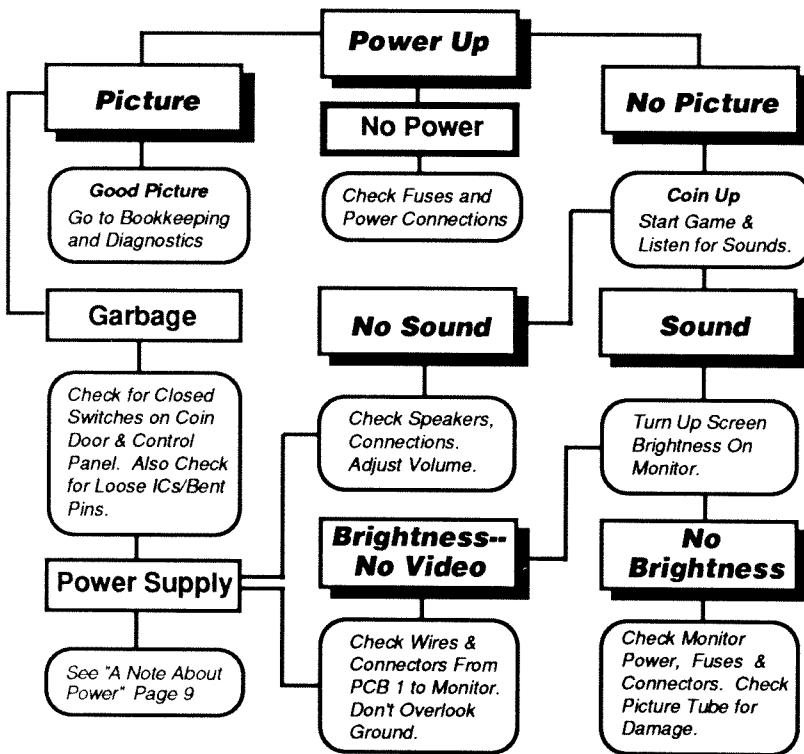 Power Up
Picture
No Power
No Picture
Good Picture
Go to Bookkeeping
and Diagnostics
Check Fuses and
Power Connections
Coin Up
Start Game &
Listen for Sounds.
Garbage
No Sound
Sound
Check for Closed
Switches on Coin
Door & Control
Panel. Also Check
for Loose ICs/Bent
Pins.
Check Speakers,
Connections.
Adjust Volume.
Turn Up Screen
Brightness On
Monitor.
Power Supply
Brightness--
No Video
No
Brightness
See "A Note About
Power" Page 9
Check Wires &
Connectors From
PCB 1 to Monitor.
Don't Overlook
Ground.
Check Monitor
Power, Fuses &
Connectors. Check
Picture Tube for
Damage.